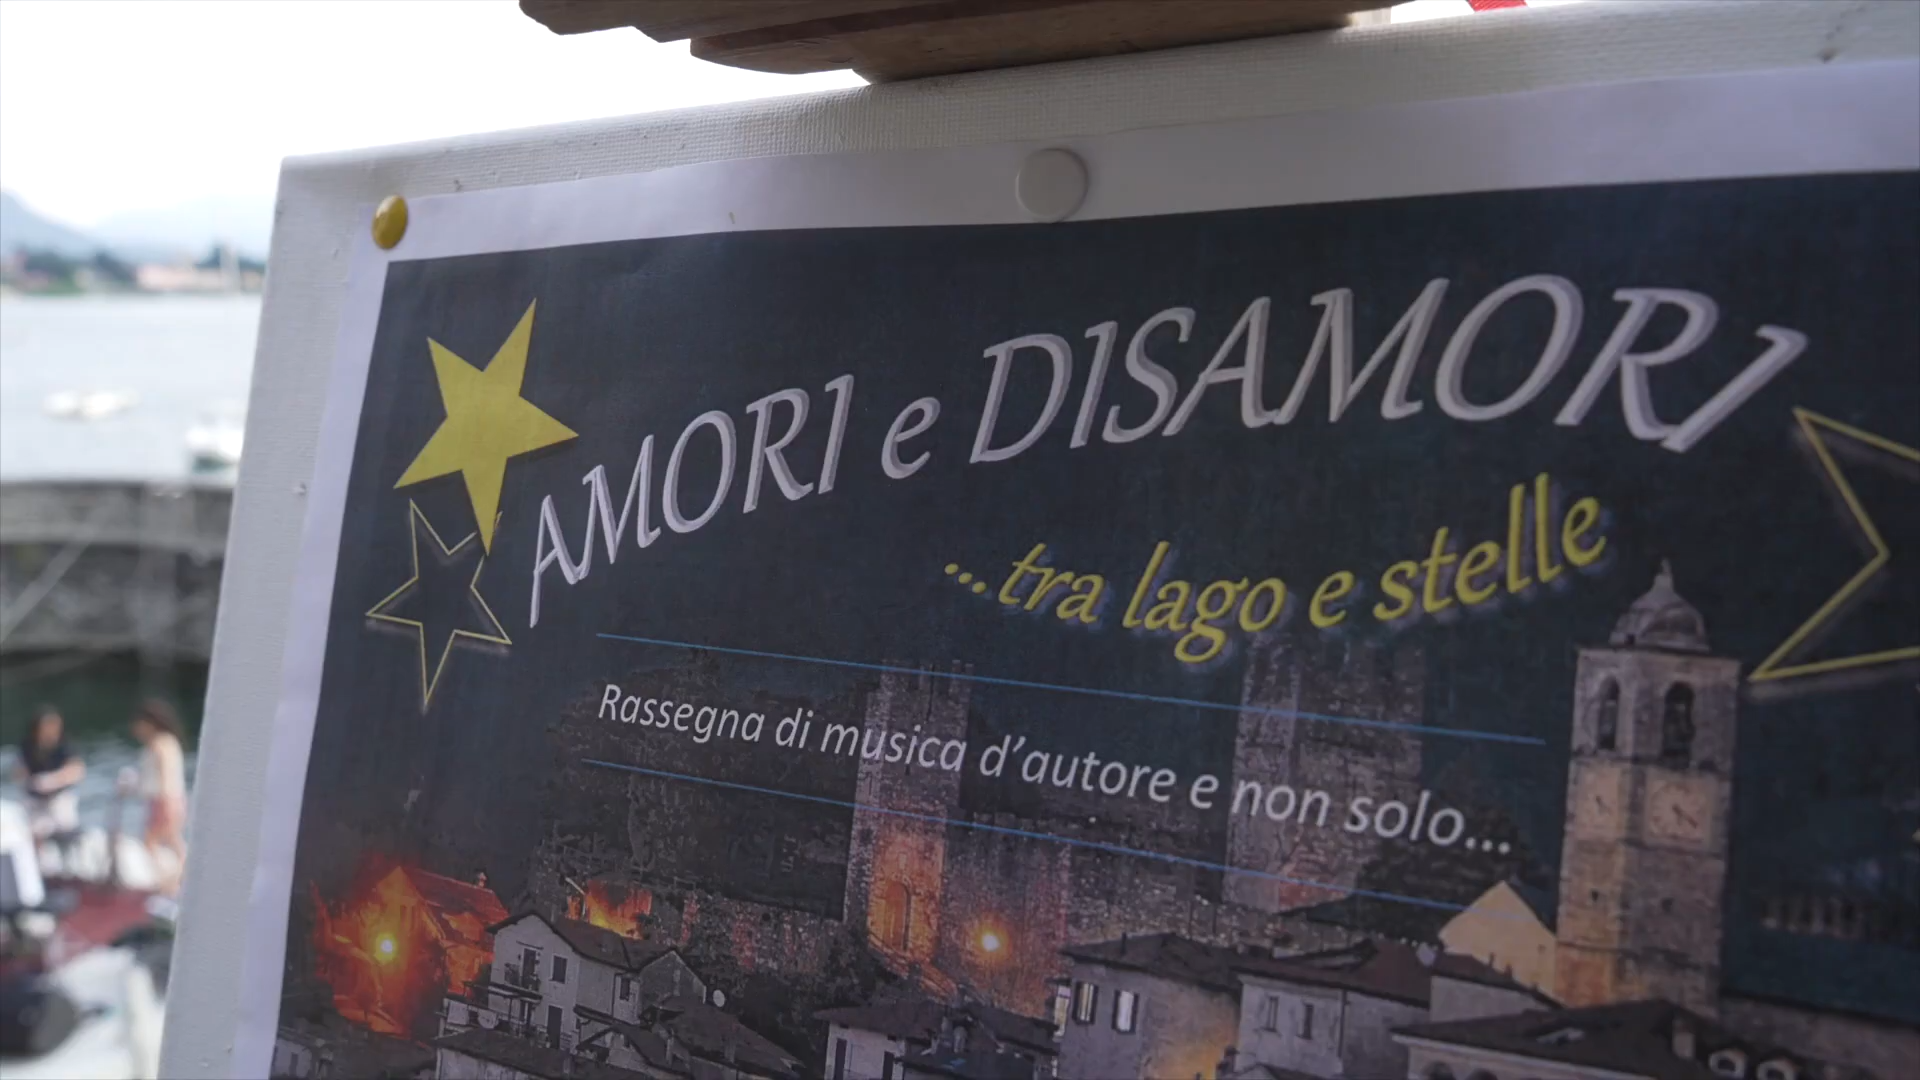 AMORI e DISAMORI
...tra lago e stelle
Rassegna di musica d'autore e non solo...